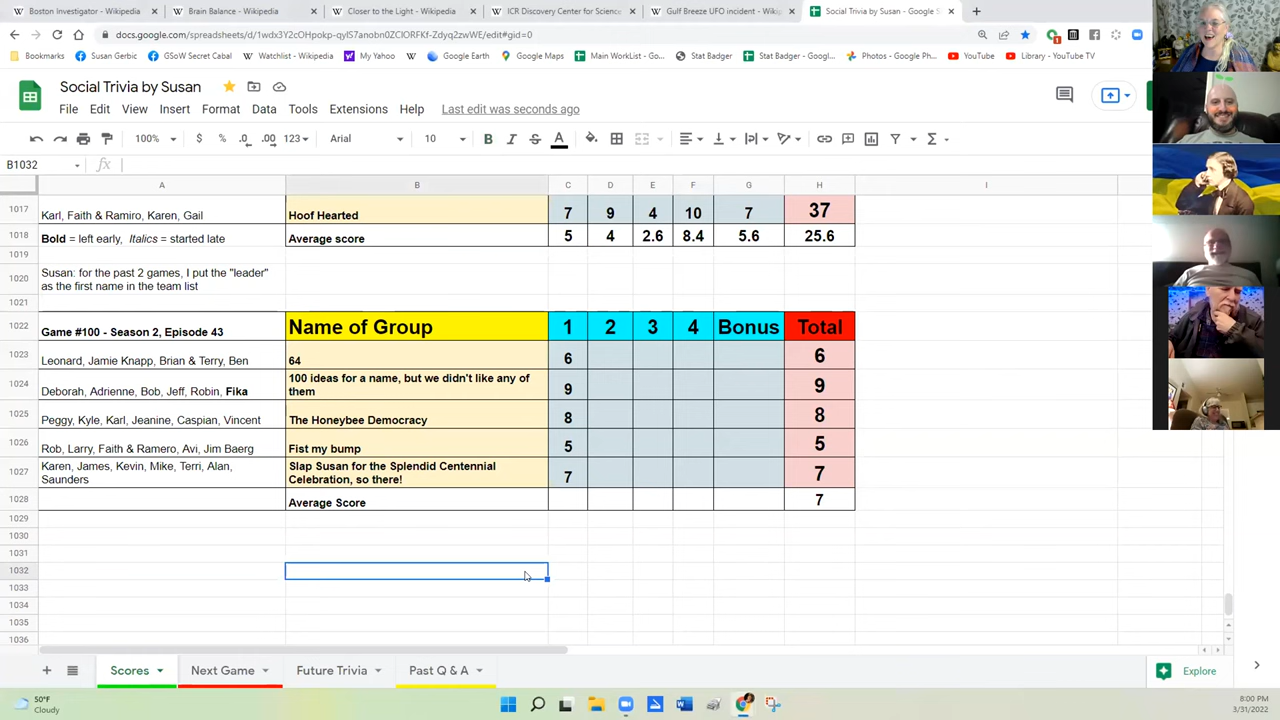 Boston Investigator - Wikipedia
Brain Balance - Wikipedia
Closer to the Light - Wikipedia
ICR Discovery Center for Scienc
Gulf Breeze UFO incident - Wikip
Social Trivia by Susan - Google S
docs.google.com/spreadsheets/d/1wdx3Y2cOHpokp-qyIS7anobn0ZCIORFKf-Zdyq2zwWE/edit#gid=0
Bookmarks
Susan Gerbic
GSoW Secret Cabal
Watchlist - Wikipedia
My Yahoo
Google Earth
Google Maps
Main WorkList - Go...
Stat Badger
Stat Badger - Googl...
Photos - Google Ph...
YouTube
Library - YouTube TV
Social Trivia by Susan
File Edit View Insert Format Data Tools Extensions Help
Last edit was seconds ago
100% $ % .0 .00 123 Arial 10 B I S A
B1032 fx
A B C D E F G H I
1017 Karl, Faith & Ramiro, Karen, Gail Hoof Hearted 7 9 4 10 7 37
1018 Bold = left early, Italics = started late Average score 5 4 2.6 8.4 5.6 25.6
1019
Susan: for the past 2 games, I put the "leader"
1020 as the first name in the team list
1021
1022 Game #100 - Season 2, Episode 43 Name of Group 1 2 3 4 Bonus Total
1023 Leonard, Jamie Knapp, Brian & Terry, Ben 64 6 6
100 ideas for a name, but we didn't like any of
1024 Deborah, Adrienne, Bob, Jeff, Robin, Fika them 9 9
1025 Peggy, Kyle, Karl, Jeanine, Caspian, Vincent The Honeybee Democracy 8 8
1026 Rob, Larry, Faith & Ramero, Avi, Jim Baerg Fist my bump 5 5
Karen, James, Kevin, Mike, Terri, Alan, Slap Susan for the Splendid Centennial
1027 Saunders Celebration, so there! 7 7
1028 Average Score 7
1029
1030
1031
1032
1033
1034
1035
1036
Scores
Next Game
Future Trivia
Past Q & A
Explore
50°F
Cloudy
8:00 PM
3/31/2022